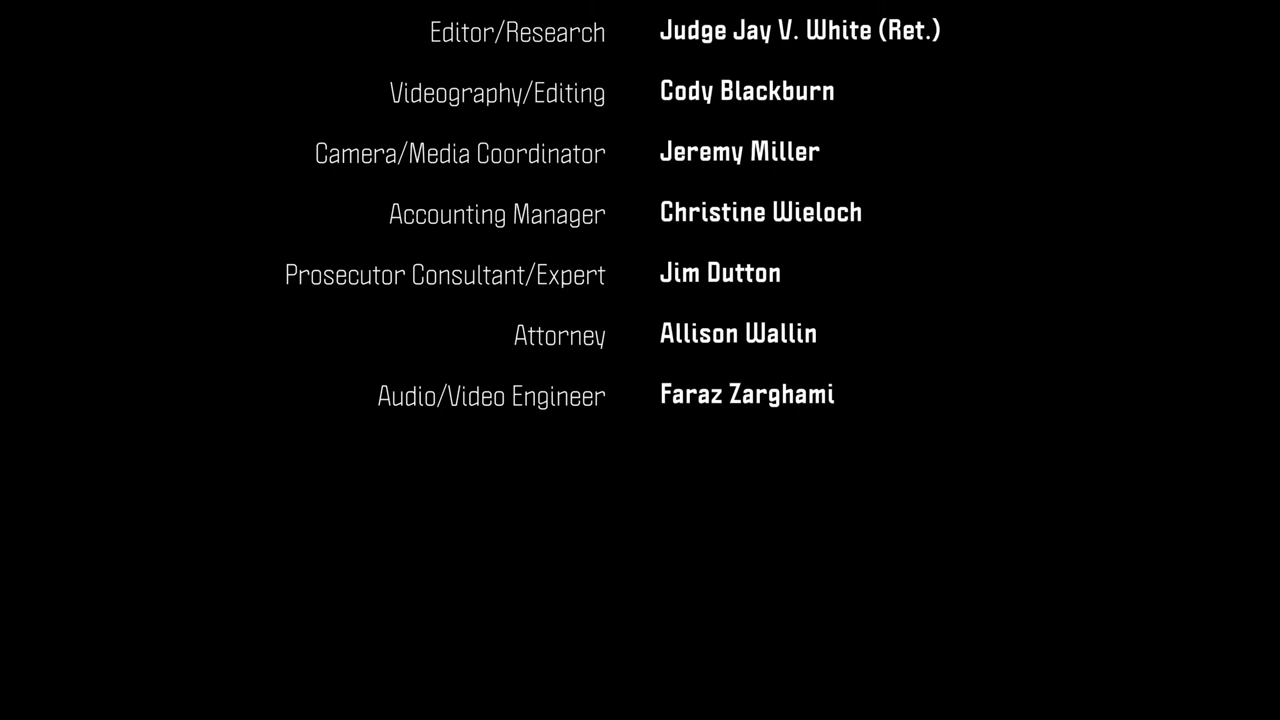 Editor/Research Judge Jay V. White (Ret.)
Videography/Editing Cody Blackburn
Camera/Media Coordinator Jeremy Miller
Accounting Manager Christine Wieloch
Prosecutor Consultant/Expert Jim Dutton
Attorney Allison Wallin
Audio/Video Engineer Faraz Zarghami